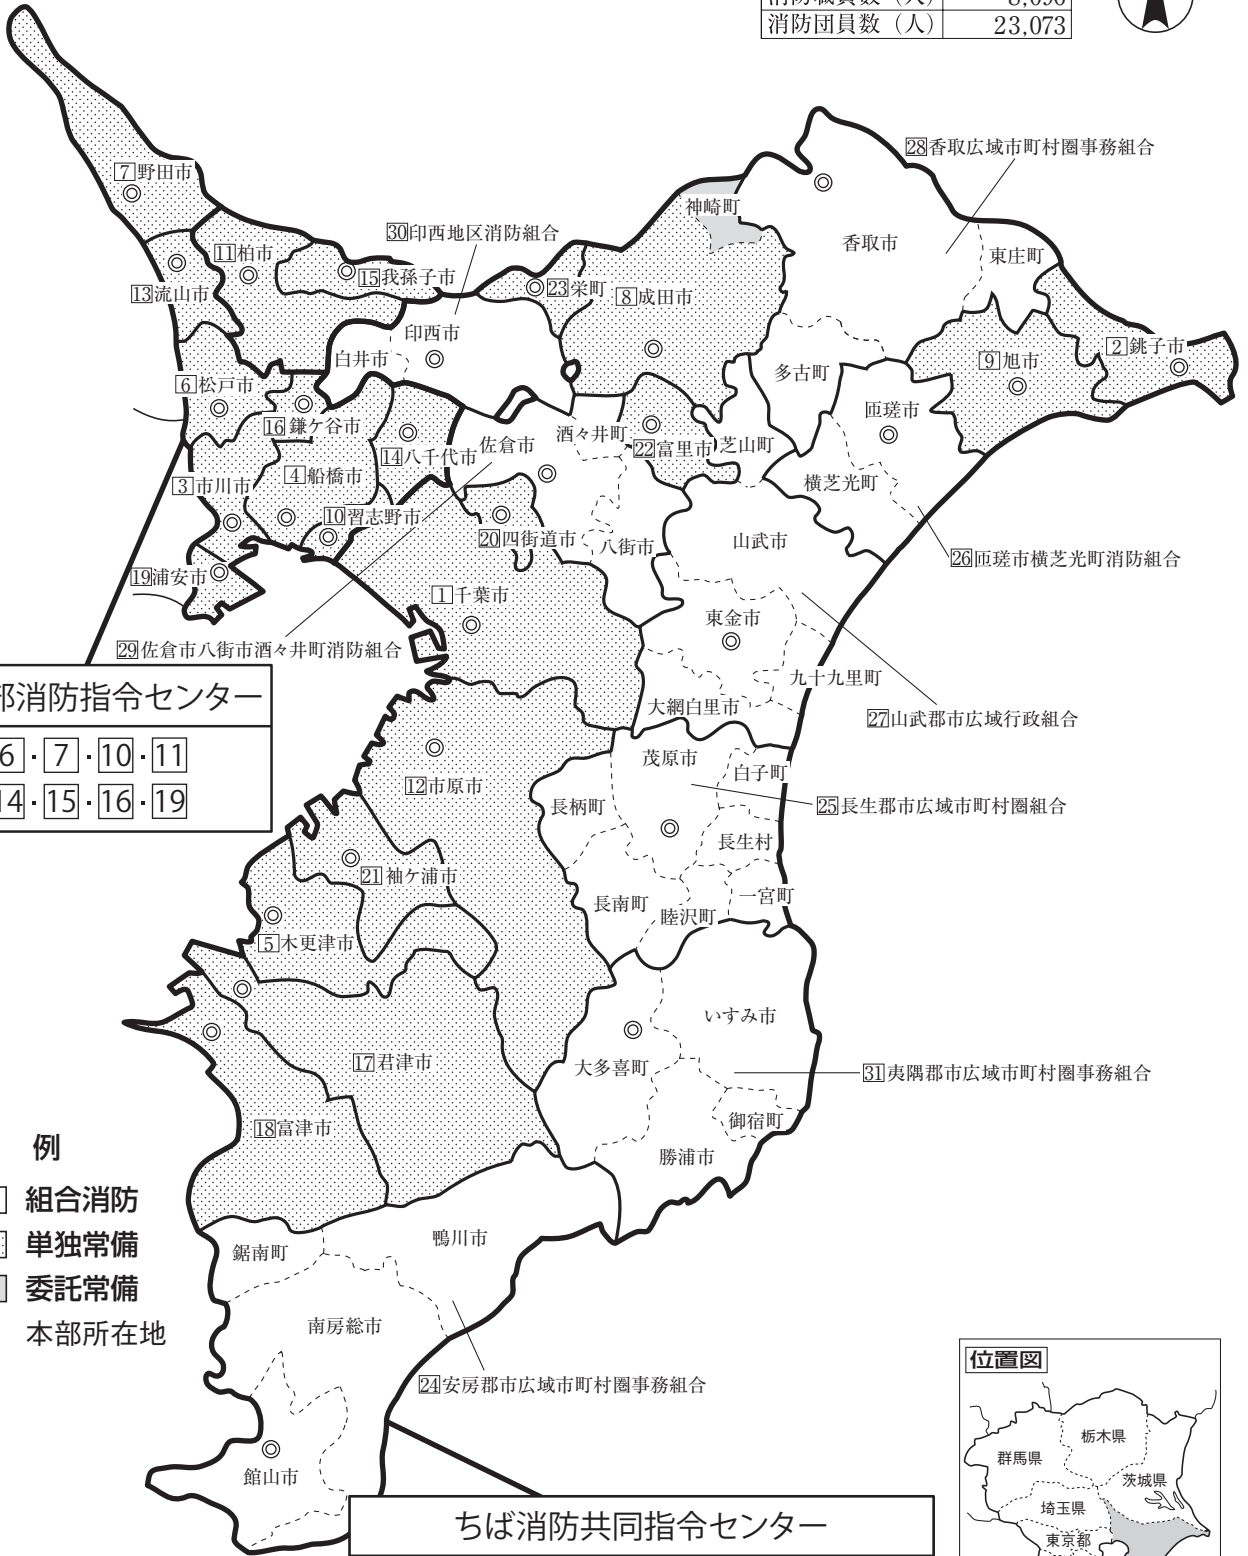 消防団員数（人） 23,073
28香取広域市町村圏事務組合
7野田市
神崎町
30印西地区消防組合
香取市
11柏市
東庄町
15我孫子市
13流山市
23栄町
8成田市
印西市
白井市
2銚子市
9旭市
6松戸市
多古町
匝瑳市
16鎌ケ谷市
酒々井町
佐倉市
22富里市
芝山町
14八千代市
4船橋市
3市川市
横芝光町
10習志野市
20四街道市
八街市
山武市
26匝瑳市横芝光町消防組合
19浦安市
1千葉市
東金市
29佐倉市八街市酒々井町消防組合
九十九里町
部消防指令センター
大網白里市
27山武郡市広域行政組合
6・7・10・11
茂原市
白子町
12市原市
14・15・16・19
長柄町
25長生郡市広域市町村圏組合
長生村
21袖ケ浦市
一宮町
長南町
睦沢町
5木更津市
いすみ市
17君津市
大多喜町
31夷隅郡市広域市町村圏事務組合
18富津市
御宿町
例
勝浦市
組合消防
単独常備
鴨川市
鋸南町
委託常備
南房総市
本部所在地
24安房郡市広域市町村圏事務組合
館山市
ちば消防共同指令センター
位置図
栃木県
群馬県
茨城県
埼玉県
東京都